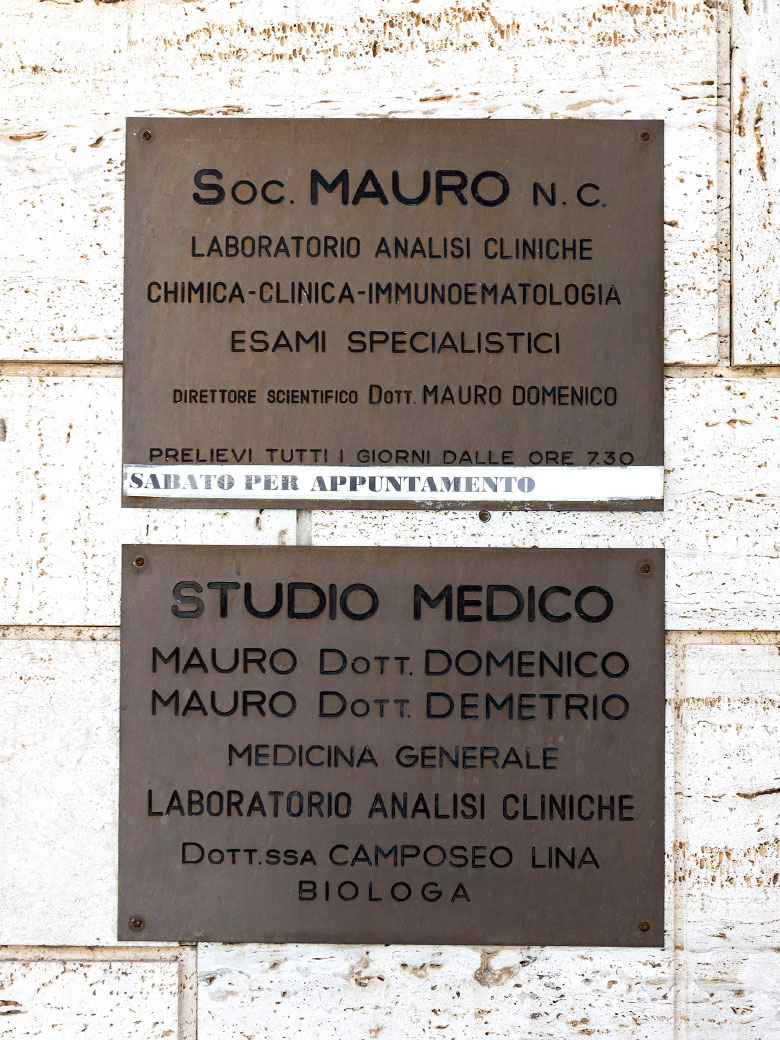 Soc. MAURO N.C.
LABORATORIO ANALISI CLINICHE
CHIMICA-CLINICA-IMMUNOEMATOLOGIA
ESAMI SPECIALISTICI
DIRETTORE SCIENTIFICO DOTT. MAURO DOMENICO
PRELIEVI TUTTI I GIORNI DALLE ORE 7.30
SABATO PER APPUNTAMENTO
STUDIO MEDICO
MAURO DOTT. DOMENICO
MAURO DOTT. DEMETRIO
MEDICINA GENERALE
LABORATORIO ANALISI CLINICHE
DOTT.SSA CAMPOSEO LINA
BIOLOGA